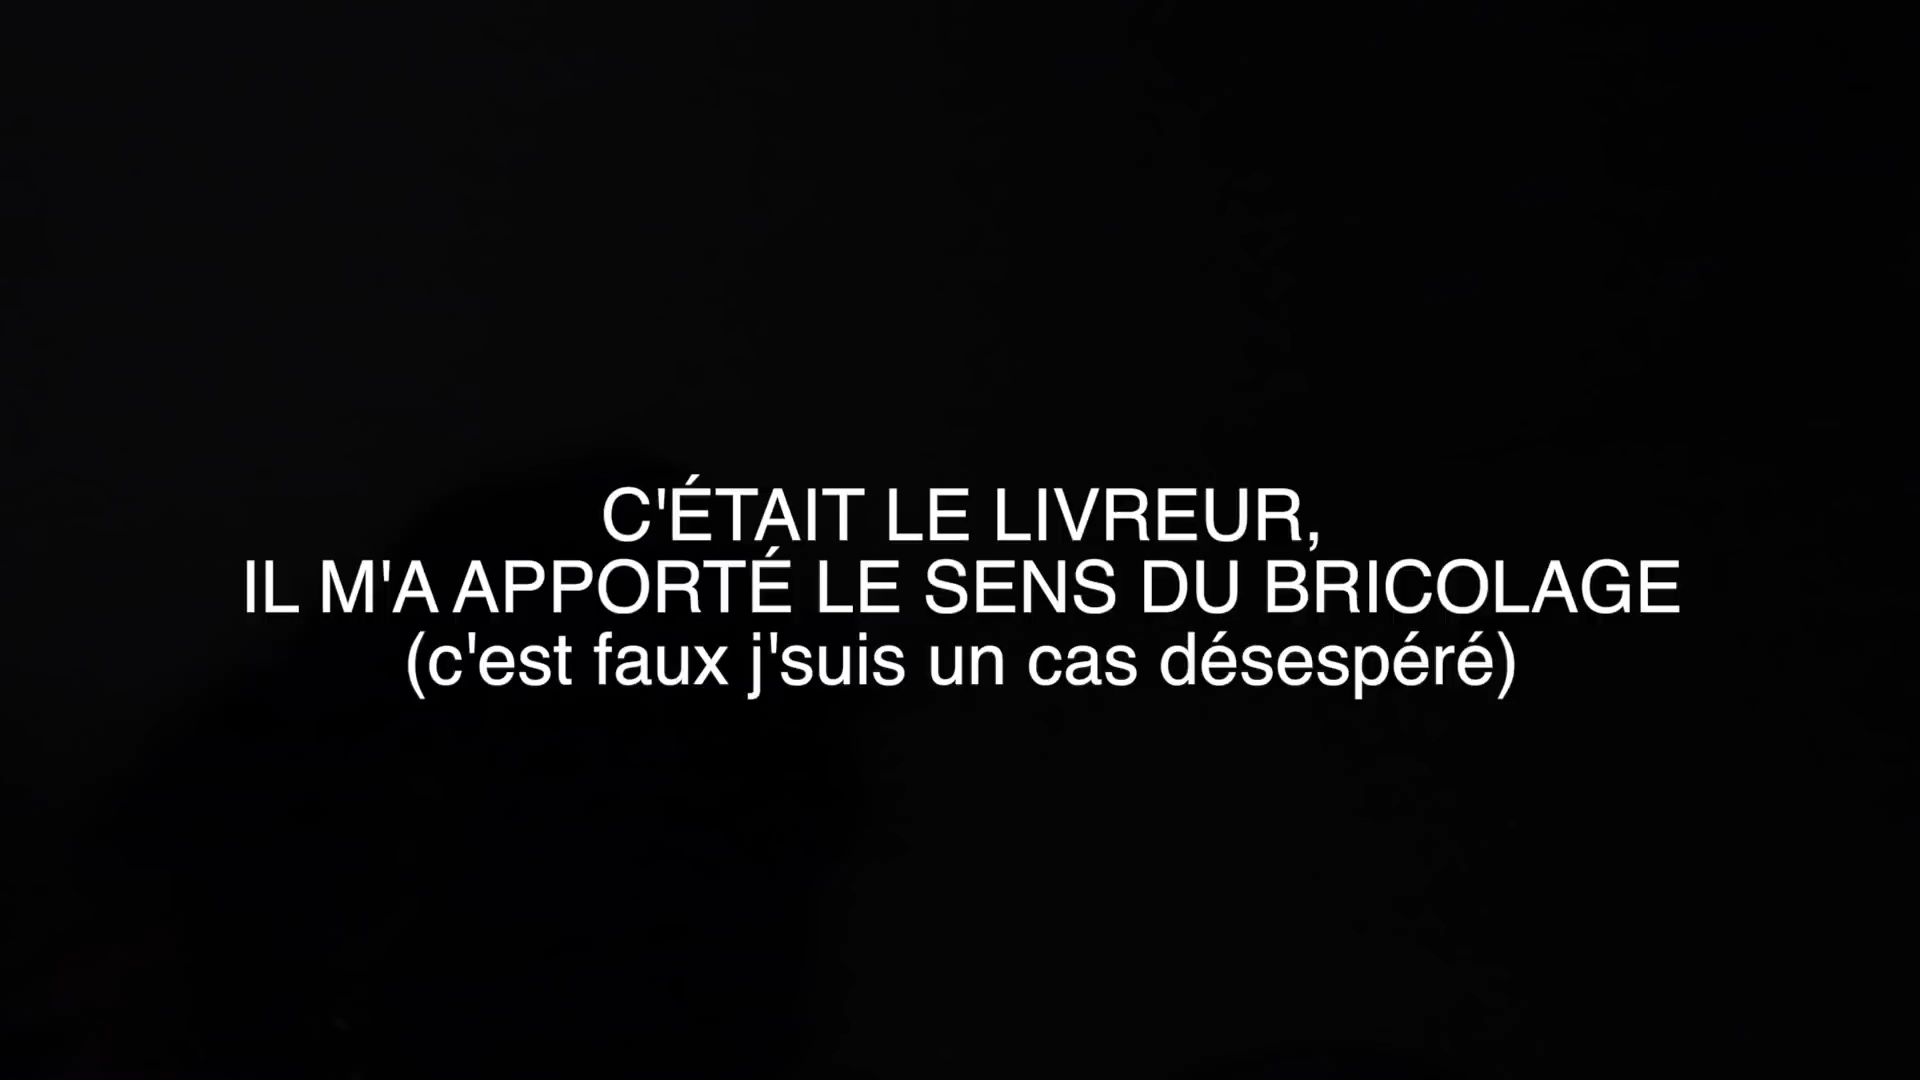 C'ÉTAIT LE LIVREUR,
IL M'A APPORTÉ LE SENS DU BRICOLAGE
(c'est faux j'suis un cas désespéré)